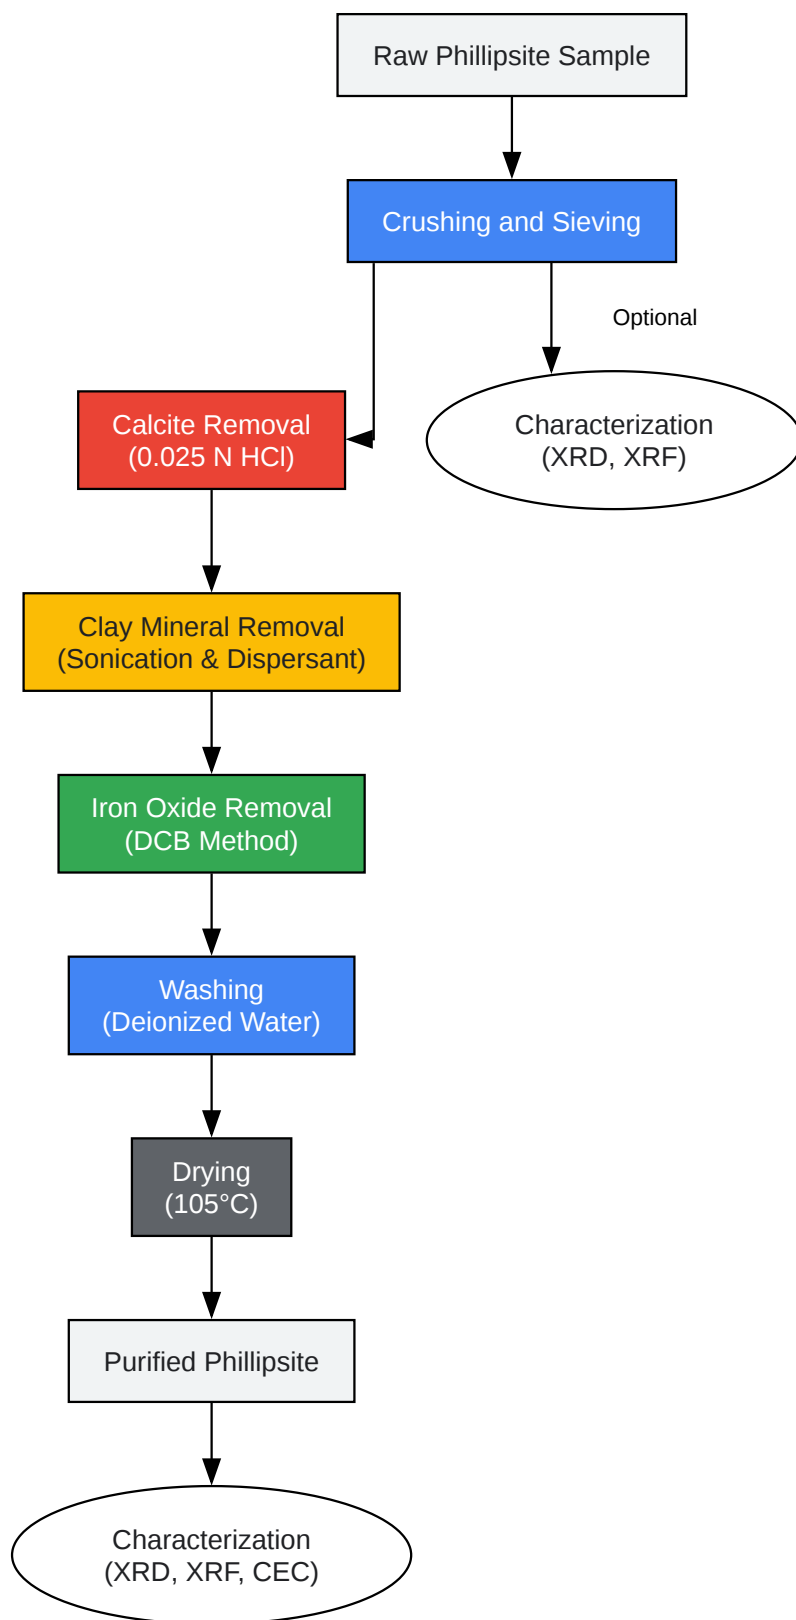 Raw Phillipsite Sample
Crushing and Sieving
Optional
Calcite Removal
(0.025 N HCl)
Characterization
(XRD, XRF)
Clay Mineral Removal
(Sonication & Dispersant)
Iron Oxide Removal
(DCB Method)
Washing
(Deionized Water)
Drying
(105°C)
Purified Phillipsite
Characterization
(XRD, XRF, CEC)